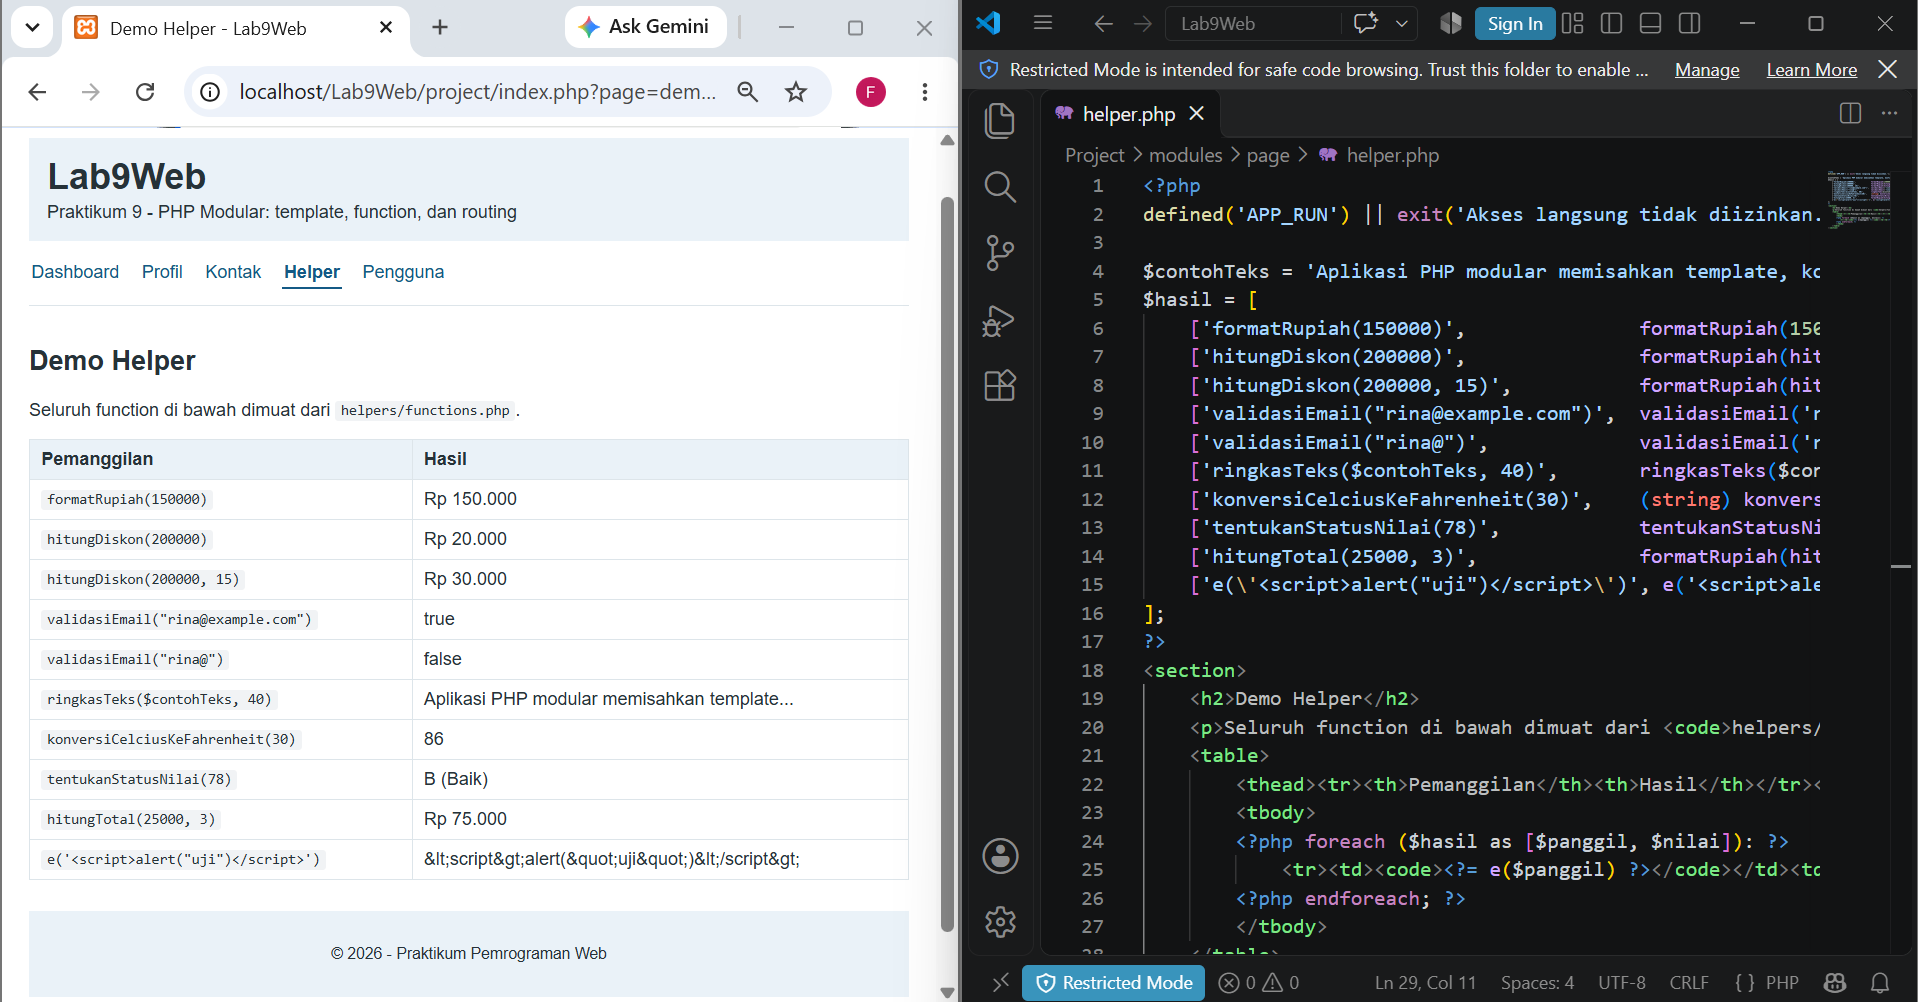 Demo Helper - Lab9Web
Ask Gemini
localhost/Lab9Web/project/index.php?page=dem...
F
Lab9Web
Praktikum 9 - PHP Modular: template, function, dan routing
Dashboard Profil Kontak Helper Pengguna
Demo Helper
Seluruh function di bawah dimuat dari helpers/functions.php .
Pemanggilan Hasil
formatRupiah(150000) Rp 150.000
hitungDiskon(200000) Rp 20.000
hitungDiskon(200000, 15) Rp 30.000
validasiEmail("rina@example.com") true
validasiEmail("rina@") false
ringkasTeks($contohTeks, 40) Aplikasi PHP modular memisahkan template...
konversiCelciusKeFahrenheit(30) 86
tentukanStatusNilai(78) B (Baik)
hitungTotal(25000, 3) Rp 75.000
e('<script>alert("uji")</script>') &lt;script&gt;alert(&quot;uji&quot;)&lt;/script&gt;
© 2026 - Praktikum Pemrograman Web
Lab9Web
Sign In
Restricted Mode is intended for safe code browsing. Trust this folder to enable ... Manage Learn More
helper.php
Project > modules > page > helper.php
1 <?php
2 defined('APP_RUN') || exit('Akses langsung tidak diizinkan.
3
4 $contohTeks = 'Aplikasi PHP modular memisahkan template, ko
5 $hasil = [
6 ['formatRupiah(150000)', formatRupiah(150
7 ['hitungDiskon(200000)', formatRupiah(hit
8 ['hitungDiskon(200000, 15)', formatRupiah(hit
9 ['validasiEmail("rina@example.com")', validasiEmail('r
10 ['validasiEmail("rina@")', validasiEmail('r
11 ['ringkasTeks($contohTeks, 40)', ringkasTeks($con
12 ['konversiCelciusKeFahrenheit(30)', (string) konvers
13 ['tentukanStatusNilai(78)', tentukanStatusNi
14 ['hitungTotal(25000, 3)', formatRupiah(hit
15 ['e(\'<script>alert("uji")</script>\')', e('<script>ale
16 ];
17 ?>
18 <section>
19 <h2>Demo Helper</h2>
20 <p>Seluruh function di bawah dimuat dari <code>helpers/
21 <table>
22 <thead><tr><th>Pemanggilan</th><th>Hasil</th></tr><
23 <tbody>
24 <?php foreach ($hasil as [$panggil, $nilai]): ?>
25 <tr><td><code><?= e($panggil) ?></code></td><td
26 <?php endforeach; ?>
27 </tbody>
28 </table>
Restricted Mode 0 0 Ln 29, Col 11 Spaces: 4 UTF-8 CRLF { } PHP